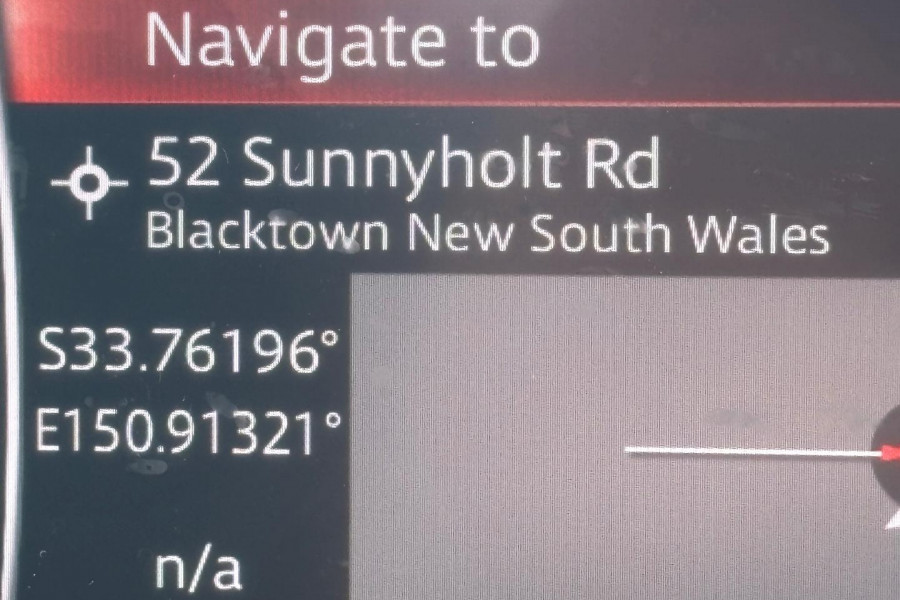 Navigate to
52 Sunnyholt Rd
Blacktown New South Wales
S33.76196°
E150.91321°
n/a